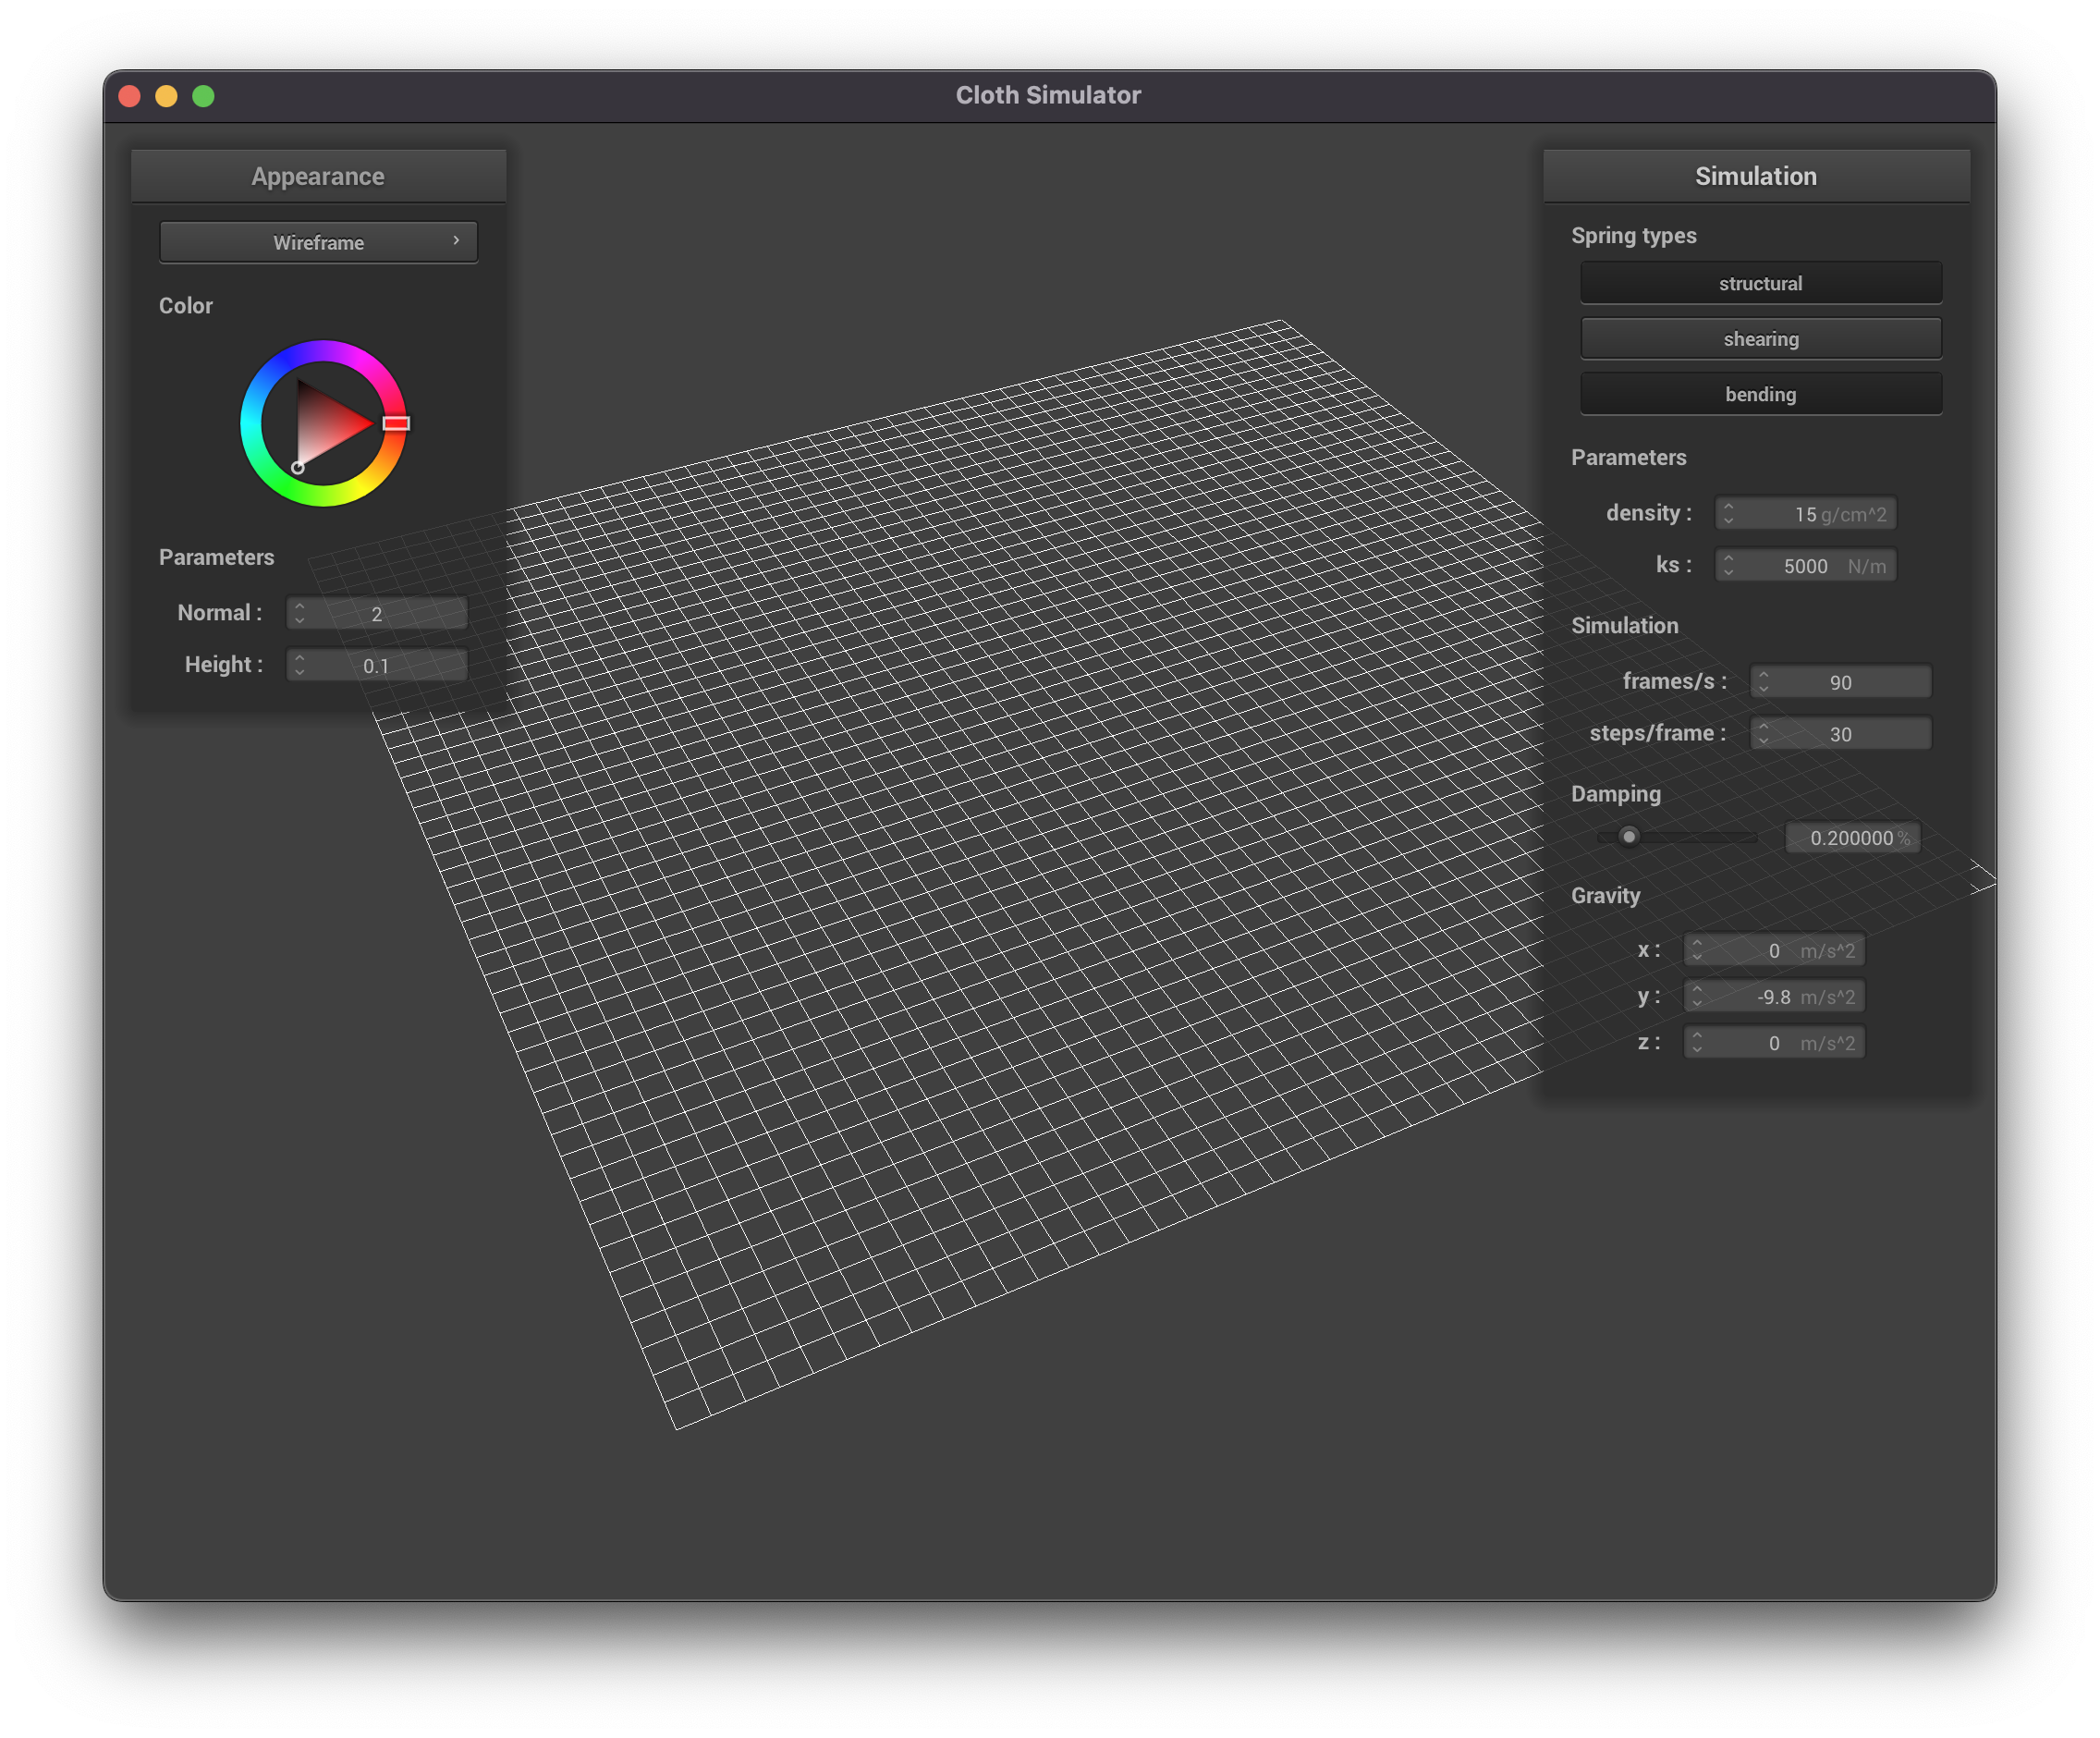 Cloth Simulator
Appearance
Wireframe
Color
Parameters
Normal : 2
Height : 0.1
Simulation
Spring types
structural
shearing
bending
Parameters
density : 15 g/cm^2
ks : 5000 N/m
Simulation
frames/s : 90
steps/frame : 30
Damping
0.200000 %
Gravity
x : 0 m/s^2
y : -9.8 m/s^2
z : 0 m/s^2